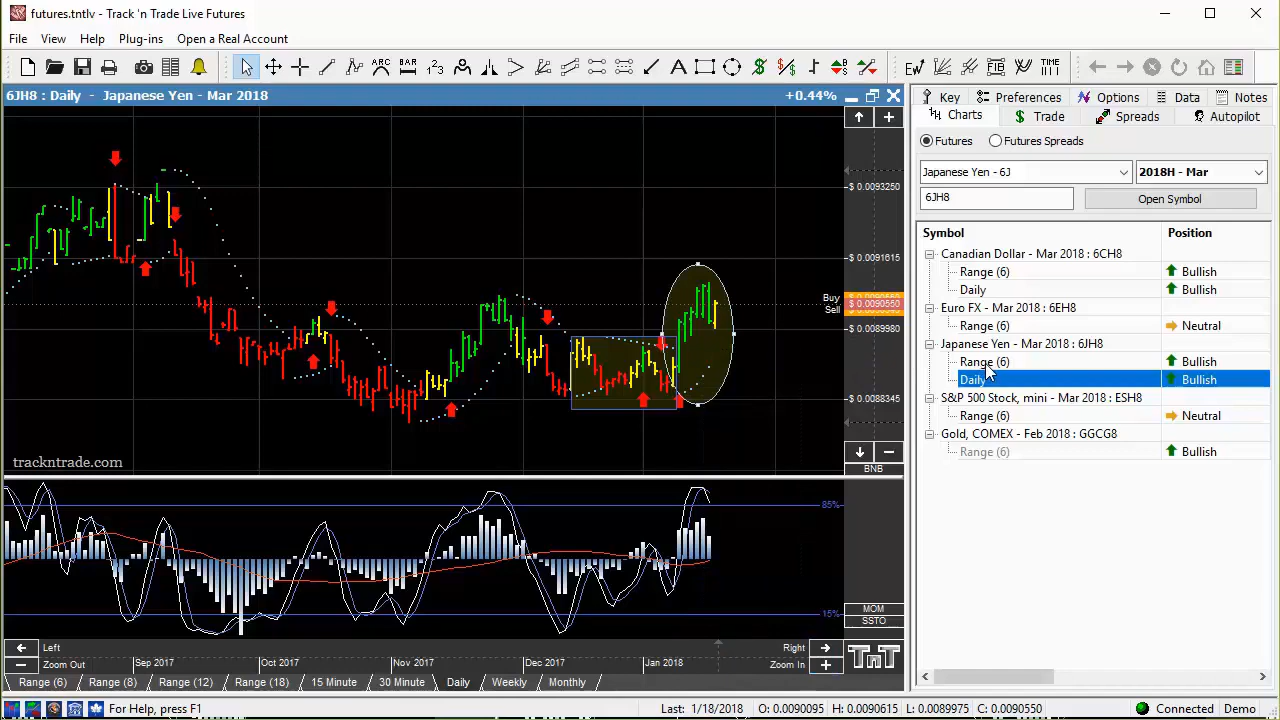 futures.tntlv - Track 'n Trade Live Futures
File View Help Plug-ins Open a Real Account
6JH8 : Daily - Japanese Yen - Mar 2018 +0.44%
$ 0.0093250
$ 0.0091615
Buy
Sell
$ 0.0090550
$ 0.0089980
$ 0.0088345
trackntrade.com
BNB
85%
15%
MOM
SSTO
Left
Zoom Out
Sep 2017 Oct 2017 Nov 2017 Dec 2017 Jan 2018
Right
Zoom In
TnT
Range (6) Range (8) Range (12) Range (18) 15 Minute 30 Minute Daily Weekly Monthly
Key Preferences Options Data Notes
Charts Trade Spreads Autopilot
Futures Futures Spreads
Japanese Yen - 6J 2018H - Mar
6JH8 Open Symbol
Symbol Position
Canadian Dollar - Mar 2018 : 6CH8
Range (6) Bullish
Daily Bullish
Euro FX - Mar 2018 : 6EH8
Range (6) Neutral
Japanese Yen - Mar 2018 : 6JH8
Range (6) Bullish
Daily Bullish
S&P 500 Stock, mini - Mar 2018 : ESH8
Range (6) Neutral
Gold, COMEX - Feb 2018 : GGCG8
Range (6) Bullish
For Help, press F1
Last: 1/18/2018 O: 0.0090095 H: 0.0090615 L: 0.0089975 C: 0.0090550 Connected Demo